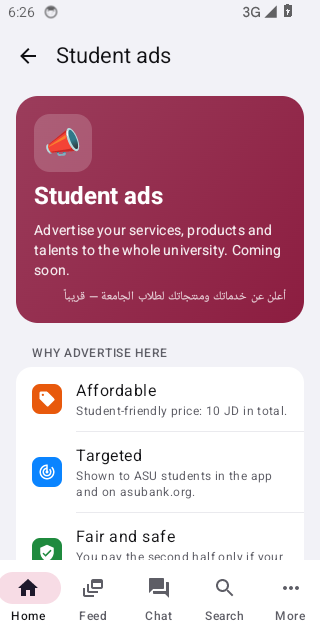 6:26
3G
Student ads
Student ads
Advertise your services, products and
talents to the whole university. Coming
soon.
أعلن عن خدماتك ومنتجاتك لطلاب الجامعة — قريباً
WHY ADVERTISE HERE
Affordable
Student-friendly price: 10 JD in total.
Targeted
Shown to ASU students in the app
and on asubank.org.
Fair and safe
You pay the second half only if your
Home
Feed
Chat
Search
More